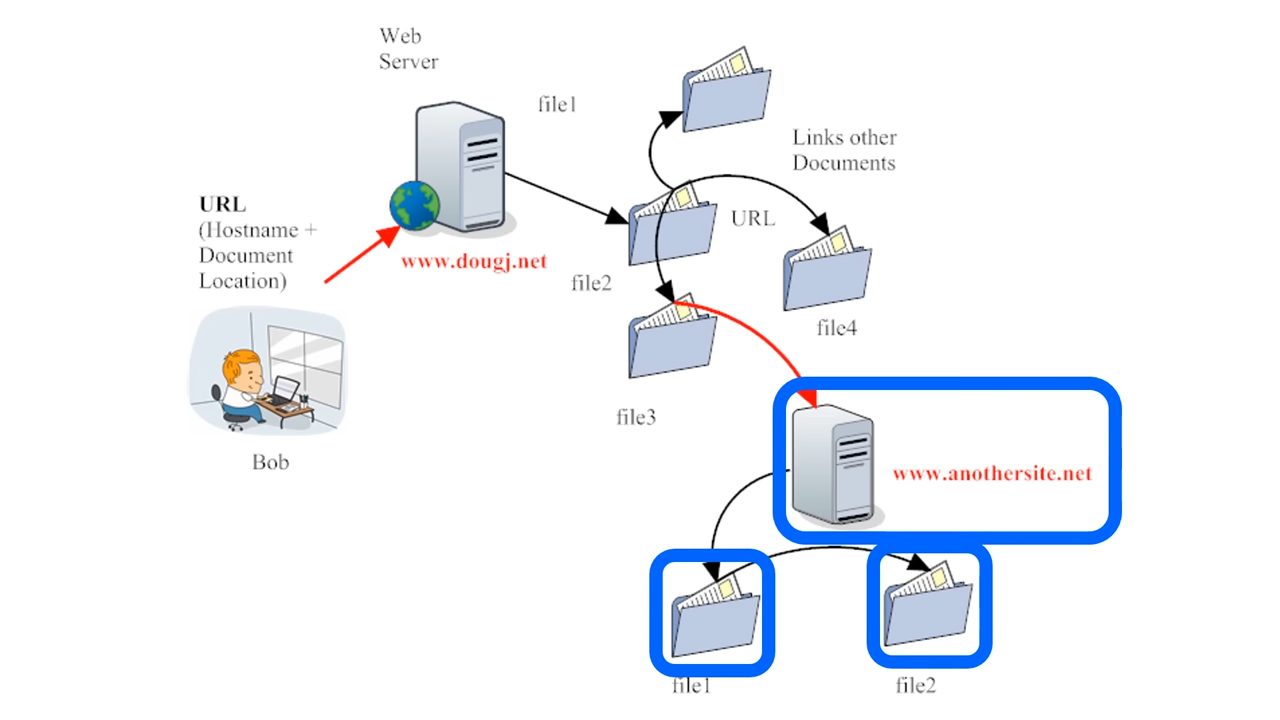 Web
Server
file1
Links other
Documents
URL
(Hostname +
Document
Location)
URL
www.dougj.net
file2
file4
file3
Bob
www.anothersite.net
file1
file2